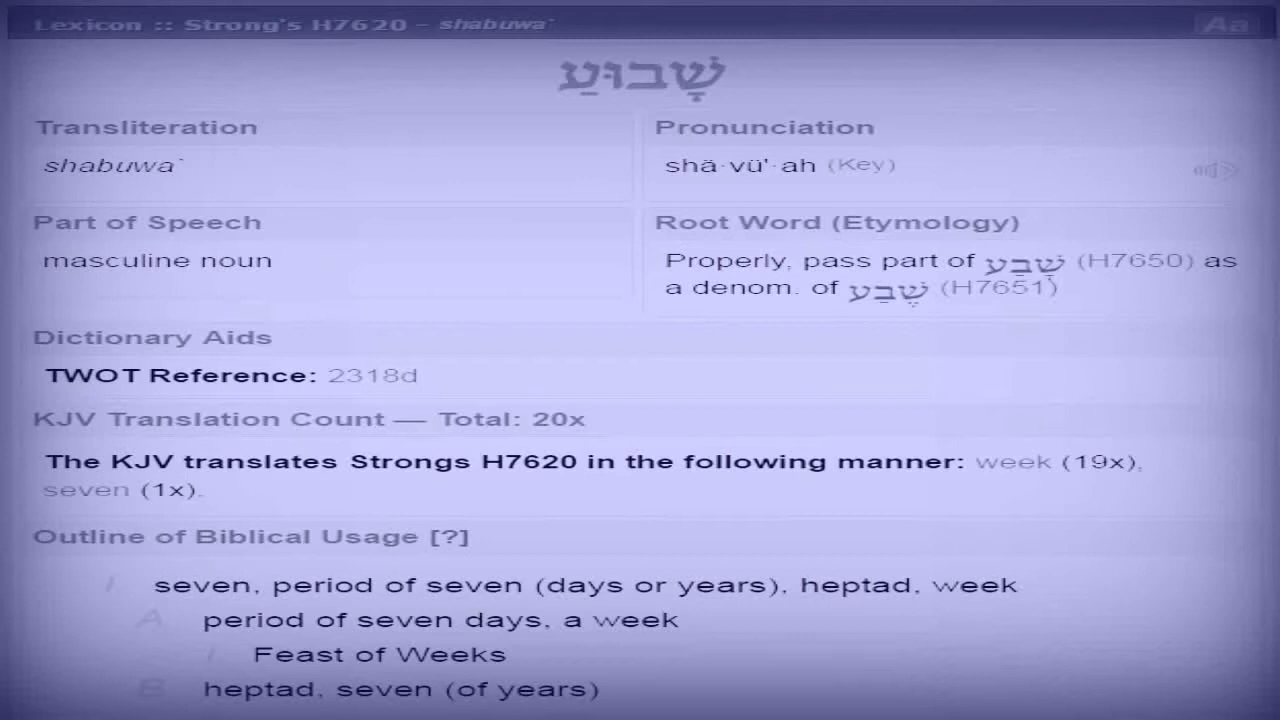 Lexicon :: Strong's H7620 – shabuwa`
Aa
שָׁבוּעַ
Transliteration
shabuwa`
Pronunciation
shä·vü'·ah (Key)
Part of Speech
masculine noun
Root Word (Etymology)
Properly, pass part of שָׁבַע (H7650) as
a denom. of שֶׁבַע (H7651)
Dictionary Aids
TWOT Reference: 2318d
KJV Translation Count — Total: 20x
The KJV translates Strongs H7620 in the following manner: week (19x),
seven (1x).
Outline of Biblical Usage [?]
I seven, period of seven (days or years), heptad, week
A period of seven days, a week
i Feast of Weeks
B heptad, seven (of years)